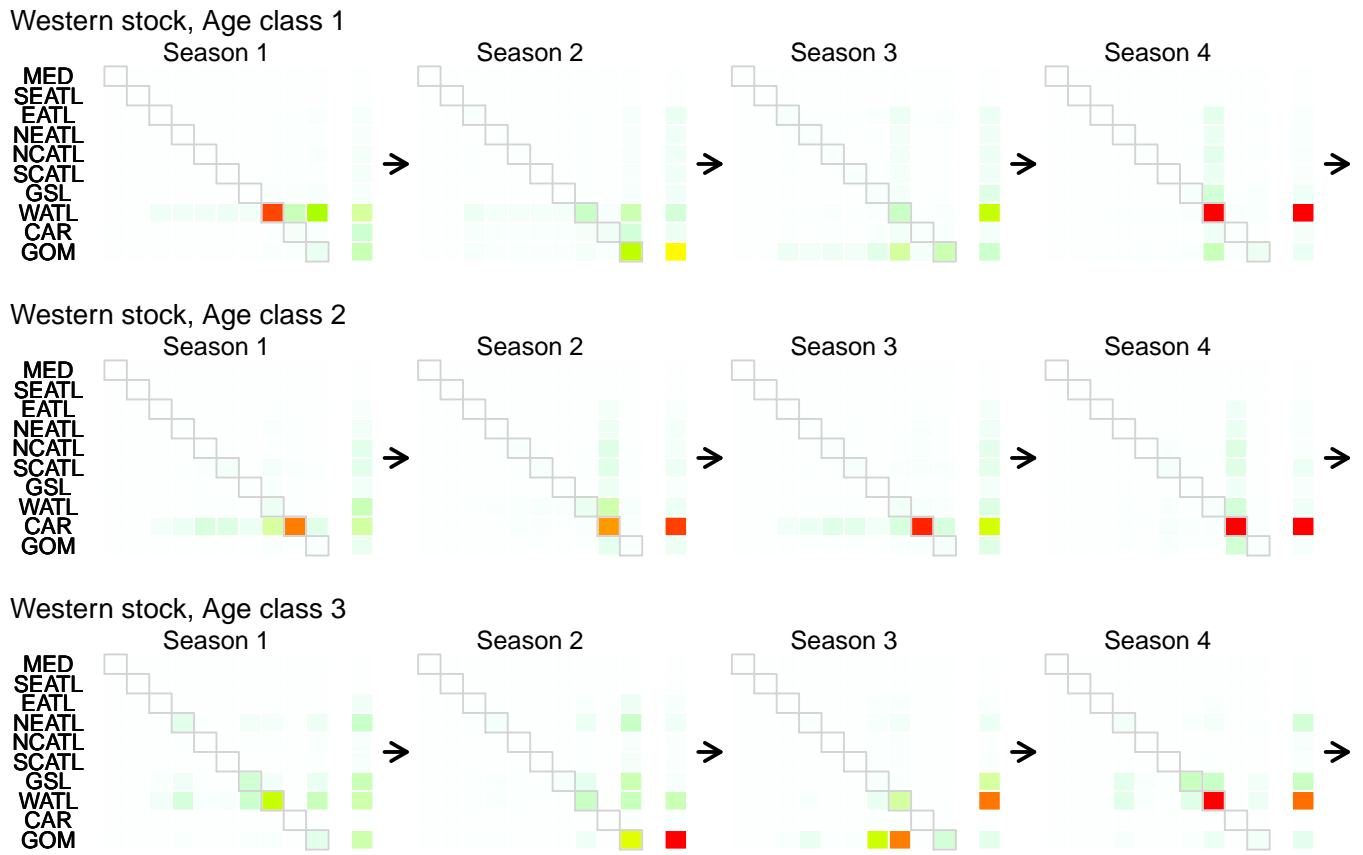 Western stock, Age class 1
Season 1 Season 2 Season 3 Season 4
MED
SEATL
EATL
NEATL
NCATL
SCATL
GSL
WATL
CAR
GOM
Western stock, Age class 2
Season 1 Season 2 Season 3 Season 4
MED
SEATL
EATL
NEATL
NCATL
SCATL
GSL
WATL
CAR
GOM
Western stock, Age class 3
Season 1 Season 2 Season 3 Season 4
MED
SEATL
EATL
NEATL
NCATL
SCATL
GSL
WATL
CAR
GOM